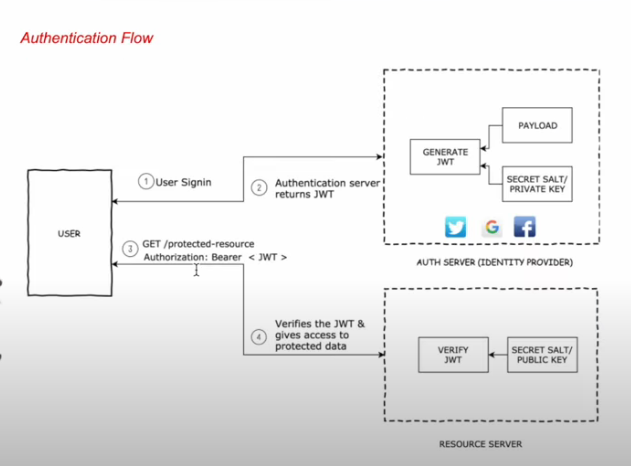 Authentication Flow
USER
1 User Signin
2 Authentication server
returns JWT
3 GET /protected-resource
Authorization: Bearer < JWT >
4 Verifies the JWT &
gives access to
protected data
PAYLOAD
GENERATE
JWT
SECRET SALT/
PRIVATE KEY
G
f
AUTH SERVER (IDENTITY PROVIDER)
VERIFY
JWT
SECRET SALT/
PUBLIC KEY
RESOURCE SERVER